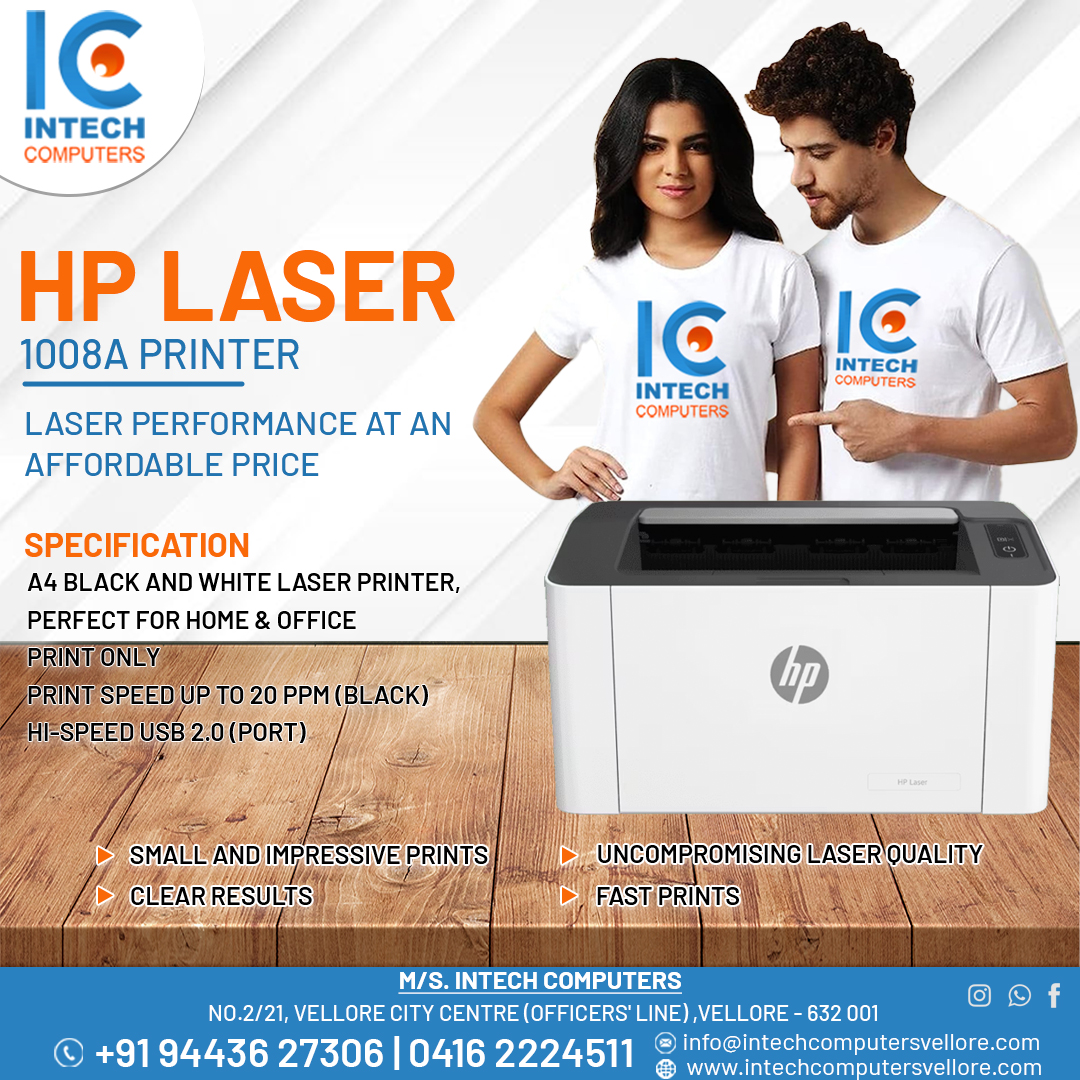 IC
INTECH
COMPUTERS
HP LASER
1008A PRINTER
LASER PERFORMANCE AT AN
AFFORDABLE PRICE
SPECIFICATION
A4 BLACK AND WHITE LASER PRINTER,
PERFECT FOR HOME & OFFICE
PRINT ONLY
PRINT SPEED UP TO 20 PPM (BLACK)
HI-SPEED USB 2.0 (PORT)
IC
INTECH
COMPUTERS
IC
INTECH
COMPUTERS
hp
HP Laser
SMALL AND IMPRESSIVE PRINTS
UNCOMPROMISING LASER QUALITY
CLEAR RESULTS
FAST PRINTS
M/S. INTECH COMPUTERS
NO.2/21, VELLORE CITY CENTRE (OFFICERS' LINE) ,VELLORE - 632 001
+91 94436 27306 | 0416 2224511
info@intechcomputersvellore.com
www.intechcomputersvellore.com